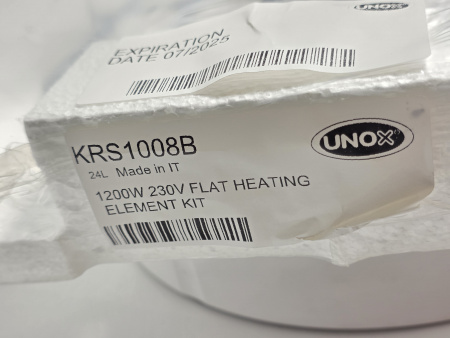 UNOX
EXPIRATION
DATE 07/2025
KRS1008B
24L Made in IT
UNOX
1200W 230V FLAT HEATING
ELEMENT KIT